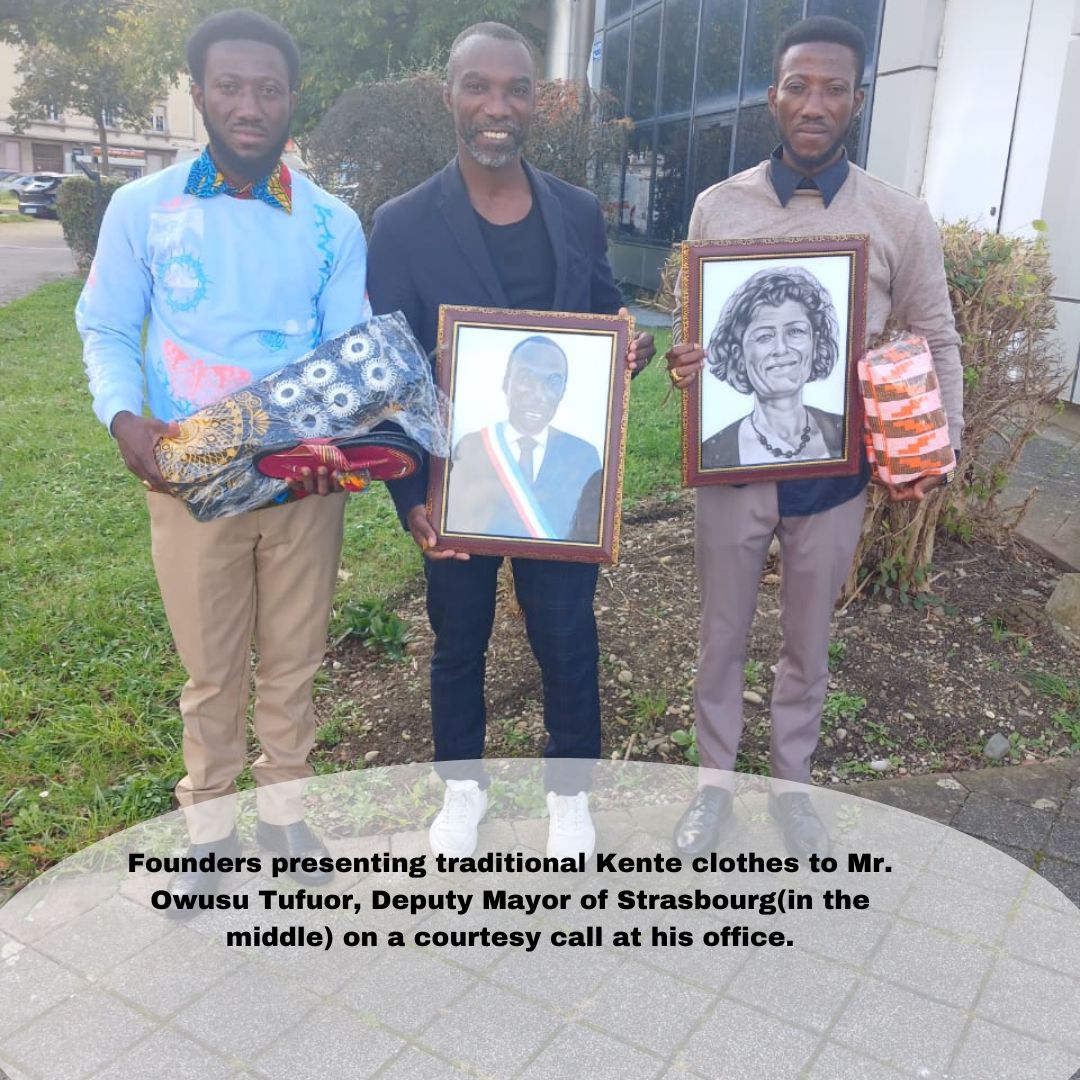 Founders presenting traditional Kente clothes to Mr.
Owusu Tufuor, Deputy Mayor of Strasbourg(in the
middle) on a courtesy call at his office.